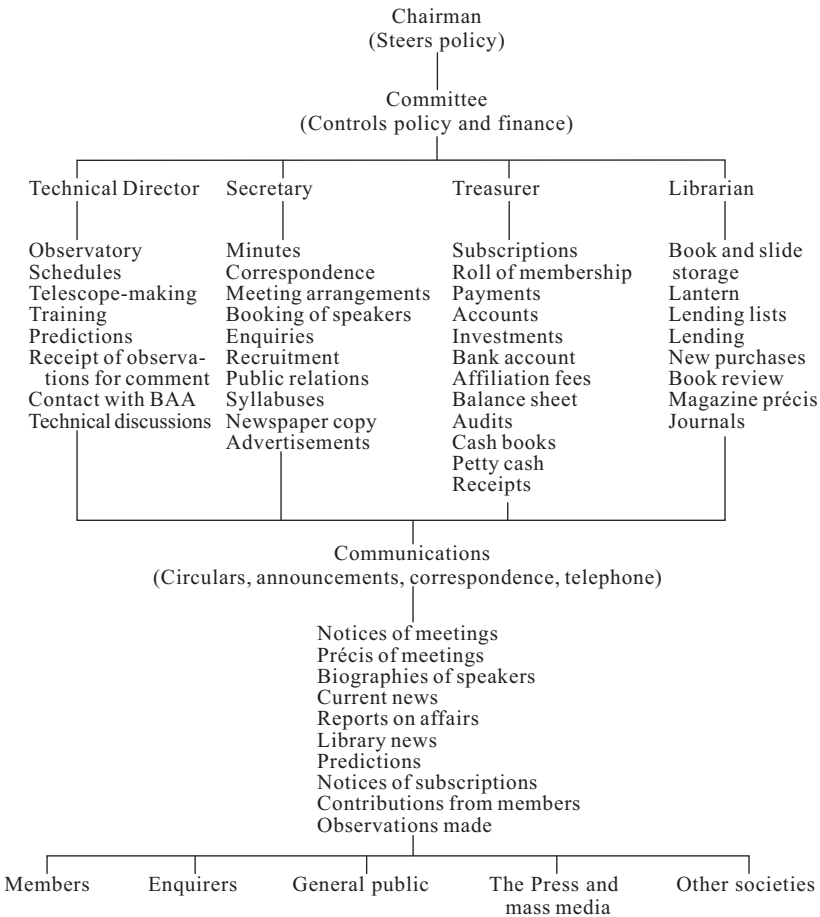 Chairman
(Steers policy)
Committee
(Controls policy and finance)
Technical Director
Observatory
Schedules
Telescope-making
Training
Predictions
Receipt of observa-
tions for comment
Contact with BAA
Technical discussions
Secretary
Minutes
Correspondence
Meeting arrangements
Booking of speakers
Enquiries
Recruitment
Public relations
Syllabuses
Newspaper copy
Advertisements
Treasurer
Subscriptions
Roll of membership
Payments
Accounts
Investments
Bank account
Affiliation fees
Balance sheet
Audits
Cash books
Petty cash
Receipts
Librarian
Book and slide
storage
Lantern
Lending lists
Lending
New purchases
Book review
Magazine précis
Journals
Communications
(Circulars, announcements, correspondence, telephone)
Notices of meetings
Précis of meetings
Biographies of speakers
Current news
Reports on affairs
Library news
Predictions
Notices of subscriptions
Contributions from members
Observations made
Members
Enquirers
General public
The Press and
mass media
Other societies